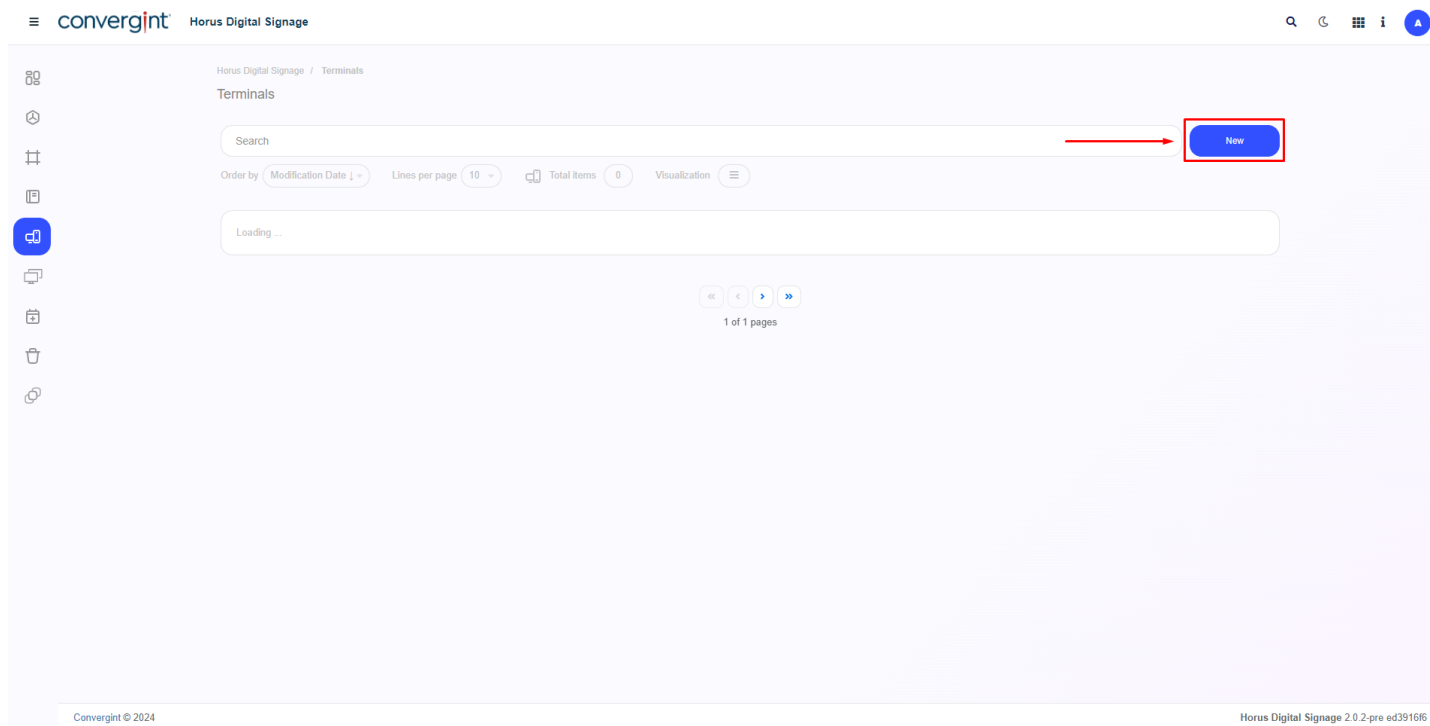 convergint Horus Digital Signage A
Horus Digital Signage / Terminals
Terminals
Search New
Order by Modification Date ↓ Lines per page 10 Total Items 0 Visualization
Loading ...
« ‹ › »
1 of 1 pages
Convergint © 2024 Horus Digital Signage 2.0.2-pre ed3916f6